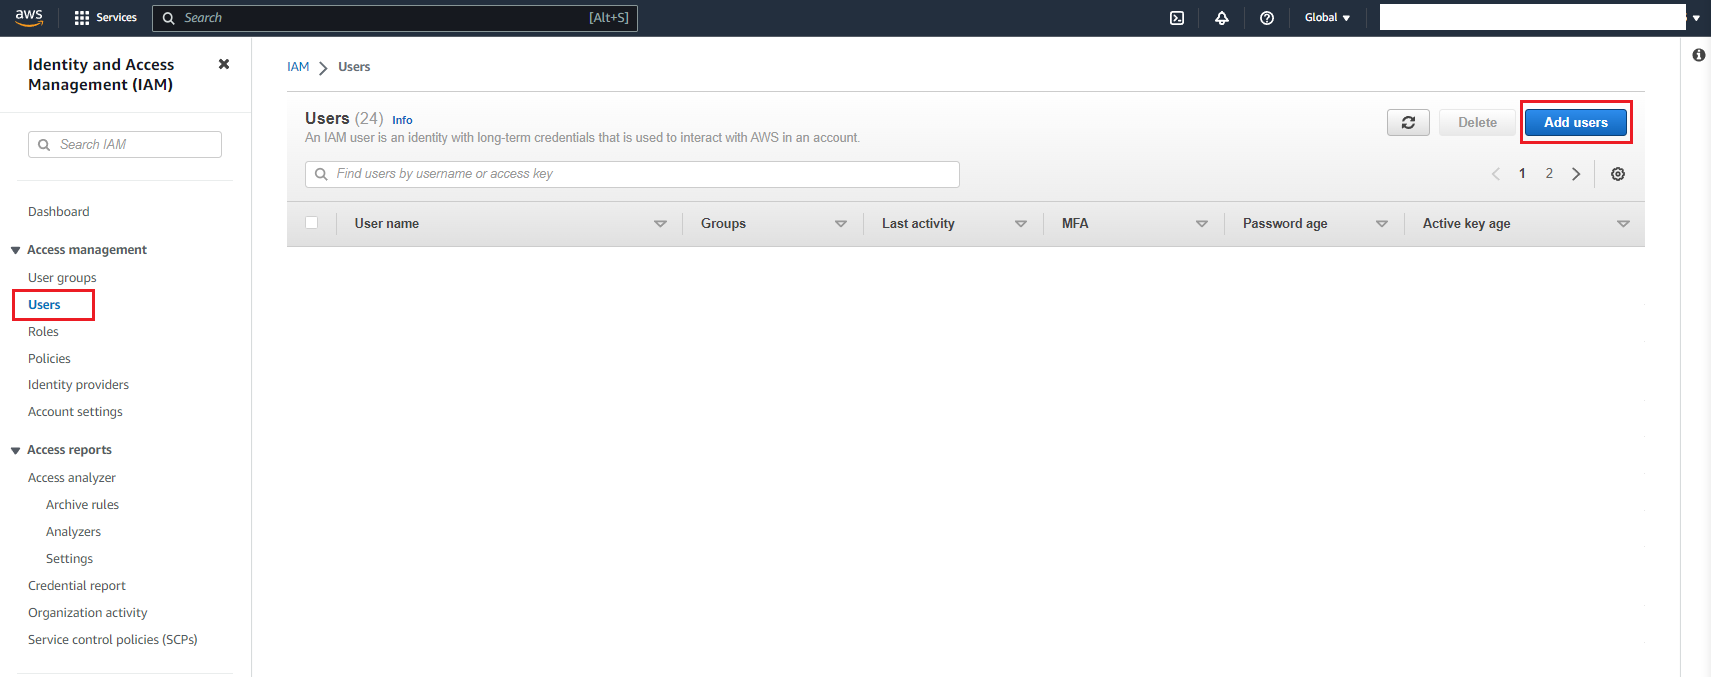 aws
Services
Search [Alt+S]
Global
Identity and Access
Management (IAM)
Search IAM
Dashboard
Access management
User groups
Users
Roles
Policies
Identity providers
Account settings
Access reports
Access analyzer
Archive rules
Analyzers
Settings
Credential report
Organization activity
Service control policies (SCPs)
IAM > Users
Users (24) Info
An IAM user is an identity with long-term credentials that is used to interact with AWS in an account.
Delete
Add users
Find users by username or access key
< 1 2 >
User name Groups Last activity MFA Password age Active key age